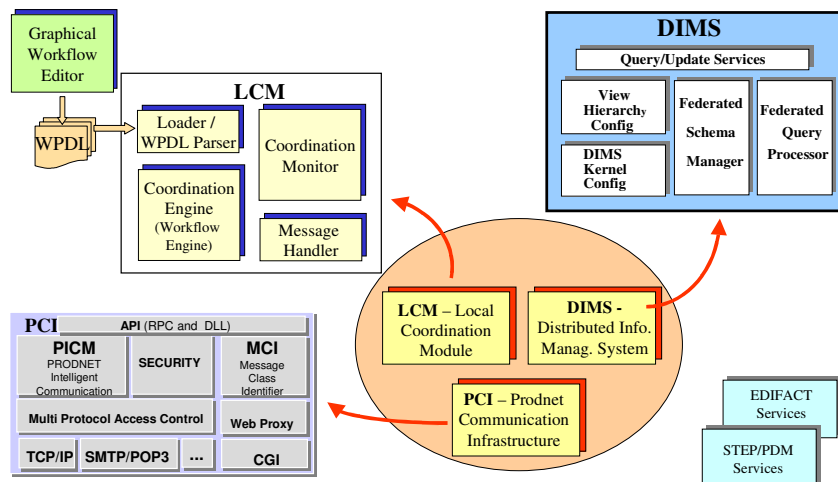 Graphical
Workflow
Editor
WPDL
LCM
Loader /
WPDL Parser
Coordination
Monitor
Coordination
Engine
(Workflow
Engine)
Message
Handler
DIMS
Query/Update Services
View
Hierarchy
Config
DIMS
Kernel
Config
Federated
Schema
Manager
Federated
Query
Processor
LCM – Local
Coordination
Module
DIMS -
Distributed Info.
Manag. System
PCI – Prodnet
Communication
Infrastructure
PCI
API (RPC and DLL)
PICM
PRODNET
Intelligent
Communication
SECURITY
MCI
Message
Class
Identifier
Multi Protocol Access Control
Web Proxy
TCP/IP
SMTP/POP3
...
CGI
EDIFACT
Services
STEP/PDM
Services